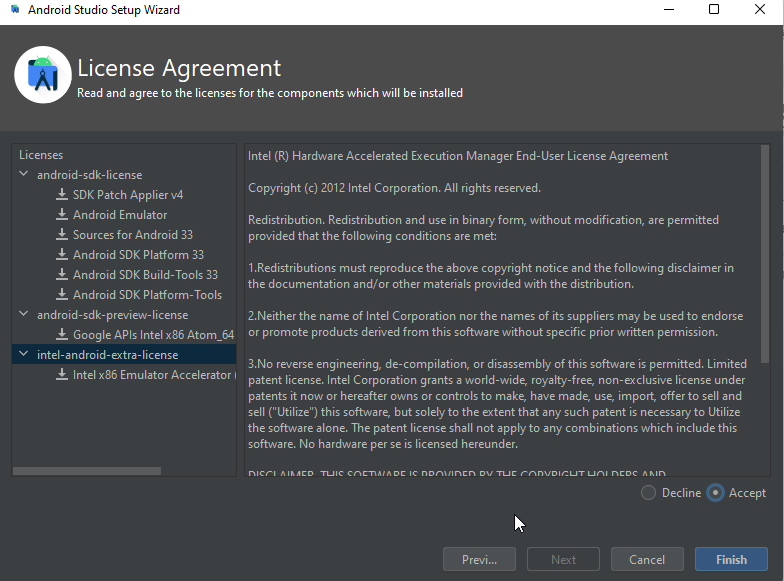 Android Studio Setup Wizard
License Agreement
Read and agree to the licenses for the components which will be installed
Licenses
android-sdk-license
SDK Patch Applier v4
Android Emulator
Sources for Android 33
Android SDK Platform 33
Android SDK Build-Tools 33
Android SDK Platform-Tools
android-sdk-preview-license
Google APIs Intel x86 Atom_64
intel-android-extra-license
Intel x86 Emulator Accelerator (
Intel (R) Hardware Accelerated Execution Manager End-User License Agreement
Copyright (c) 2012 Intel Corporation. All rights reserved.
Redistribution. Redistribution and use in binary form, without modification, are permitted
provided that the following conditions are met:
1.Redistributions must reproduce the above copyright notice and the following disclaimer in
the documentation and/or other materials provided with the distribution.
2.Neither the name of Intel Corporation nor the names of its suppliers may be used to endorse
or promote products derived from this software without specific prior written permission.
3.No reverse engineering, de-compilation, or disassembly of this software is permitted. Limited
patent license. Intel Corporation grants a world-wide, royalty-free, non-exclusive license under
patents it now or hereafter owns or controls to make, have made, use, import, offer to sell and
sell ("Utilize") this software, but solely to the extent that any such patent is necessary to Utilize
the software alone. The patent license shall not apply to any combinations which include this
software. No hardware per se is licensed hereunder.
DISCLAIMER. THIS SOFTWARE IS PROVIDED BY THE COPYRIGHT HOLDERS AND
Decline
Accept
Previ...
Next
Cancel
Finish